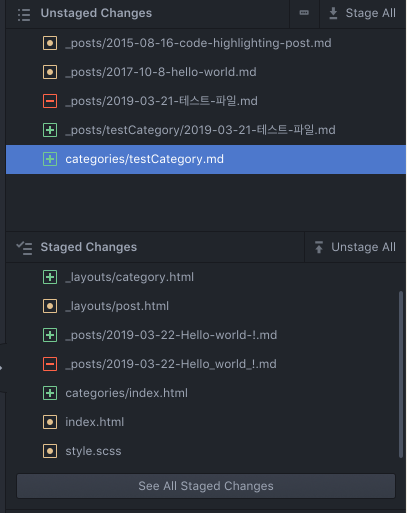 Unstaged Changes Stage All
_posts/2015-08-16-code-highlighting-post.md
_posts/2017-10-8-hello-world.md
_posts/2019-03-21-테스트-파일.md
_posts/testCategory/2019-03-21-테스트-파일.md
categories/testCategory.md
Staged Changes Unstage All
_layouts/category.html
_layouts/post.html
_posts/2019-03-22-Hello-world-!.md
_posts/2019-03-22-Hello_world_!.md
categories/index.html
index.html
style.scss
See All Staged Changes